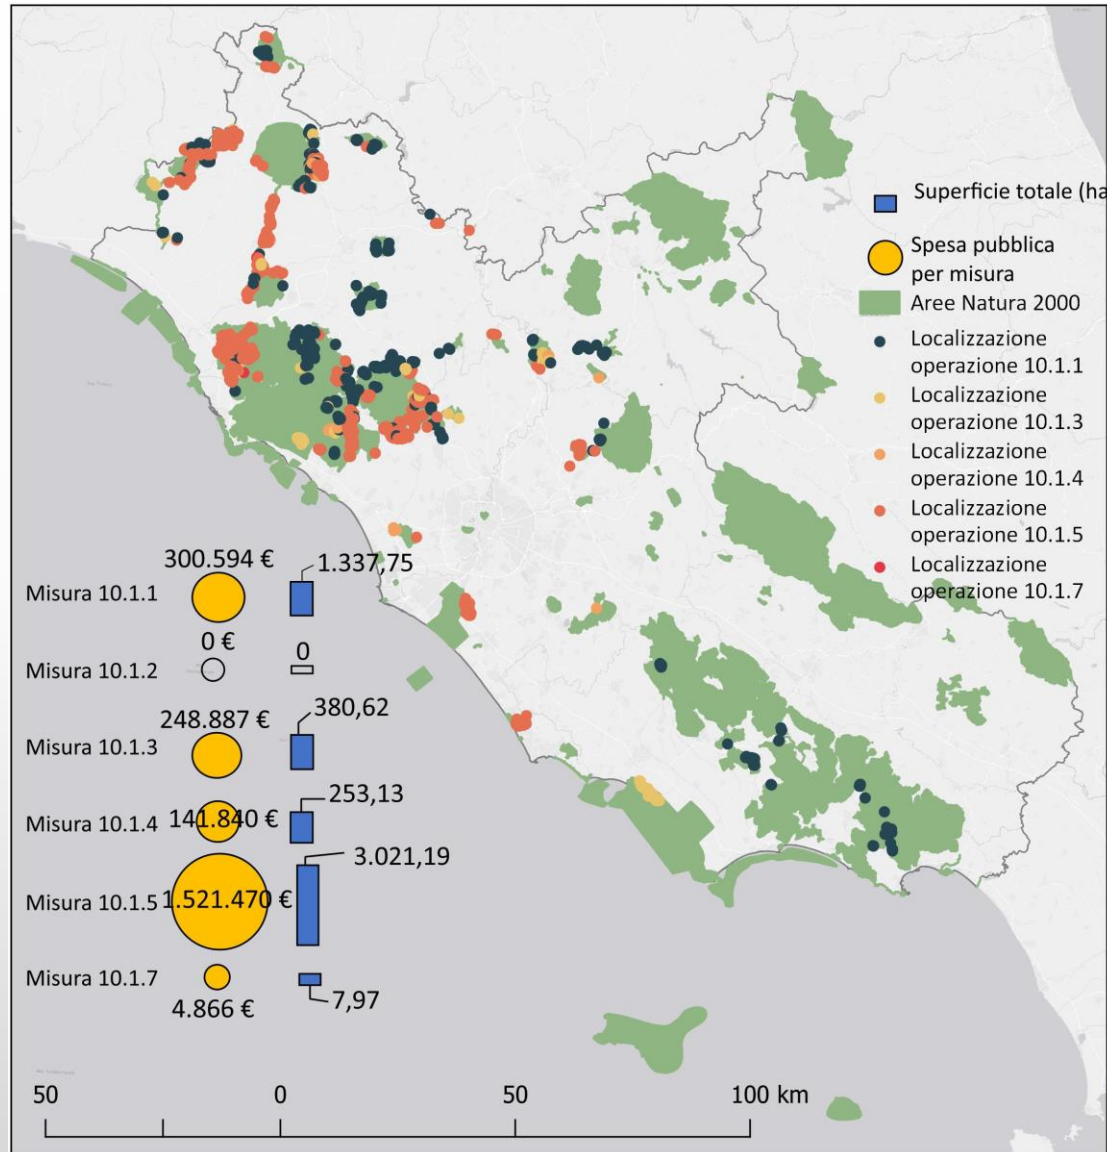 Superficie totale (ha
Spesa pubblica
per misura
Aree Natura 2000
Localizzazione
operazione 10.1.1
Localizzazione
operazione 10.1.3
Localizzazione
operazione 10.1.4
Localizzazione
operazione 10.1.5
Localizzazione
operazione 10.1.7
300.594 €
1.337,75
Misura 10.1.1
0 €
0
Misura 10.1.2
248.887 €
380,62
Misura 10.1.3
253,13
Misura 10.1.4
141.840 €
3.021,19
Misura 10.1.5
1.521.470 €
Misura 10.1.7
4.866 €
7,97
50
0
50
100 km